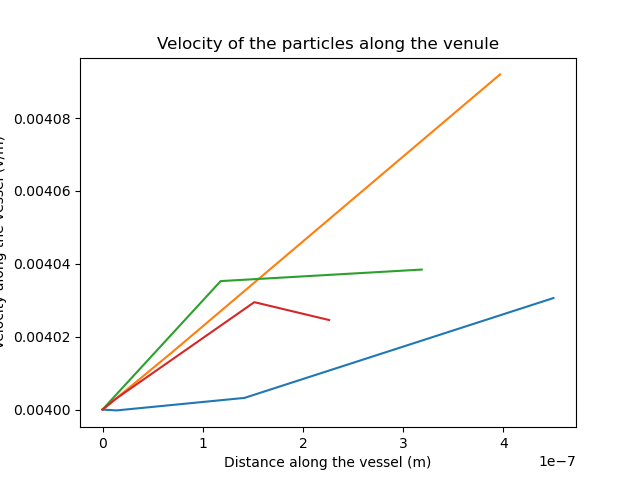 Velocity of the particles along the venule
0.00408
0.00406
0.00404
0.00402
0.00400
along the vessel (v/m)
0 1 2 3 4
1e−7
Distance along the vessel (m)